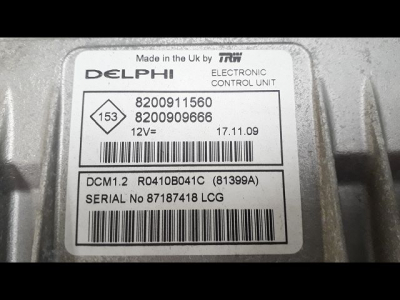 Made in the Uk by TRW
DELPHI ELECTRONIC CONTROL UNIT
153
8200911560
8200909666
12V= 17.11.09
DCM1.2 R0410B041C (81399A)
SERIAL No 87187418 LCG